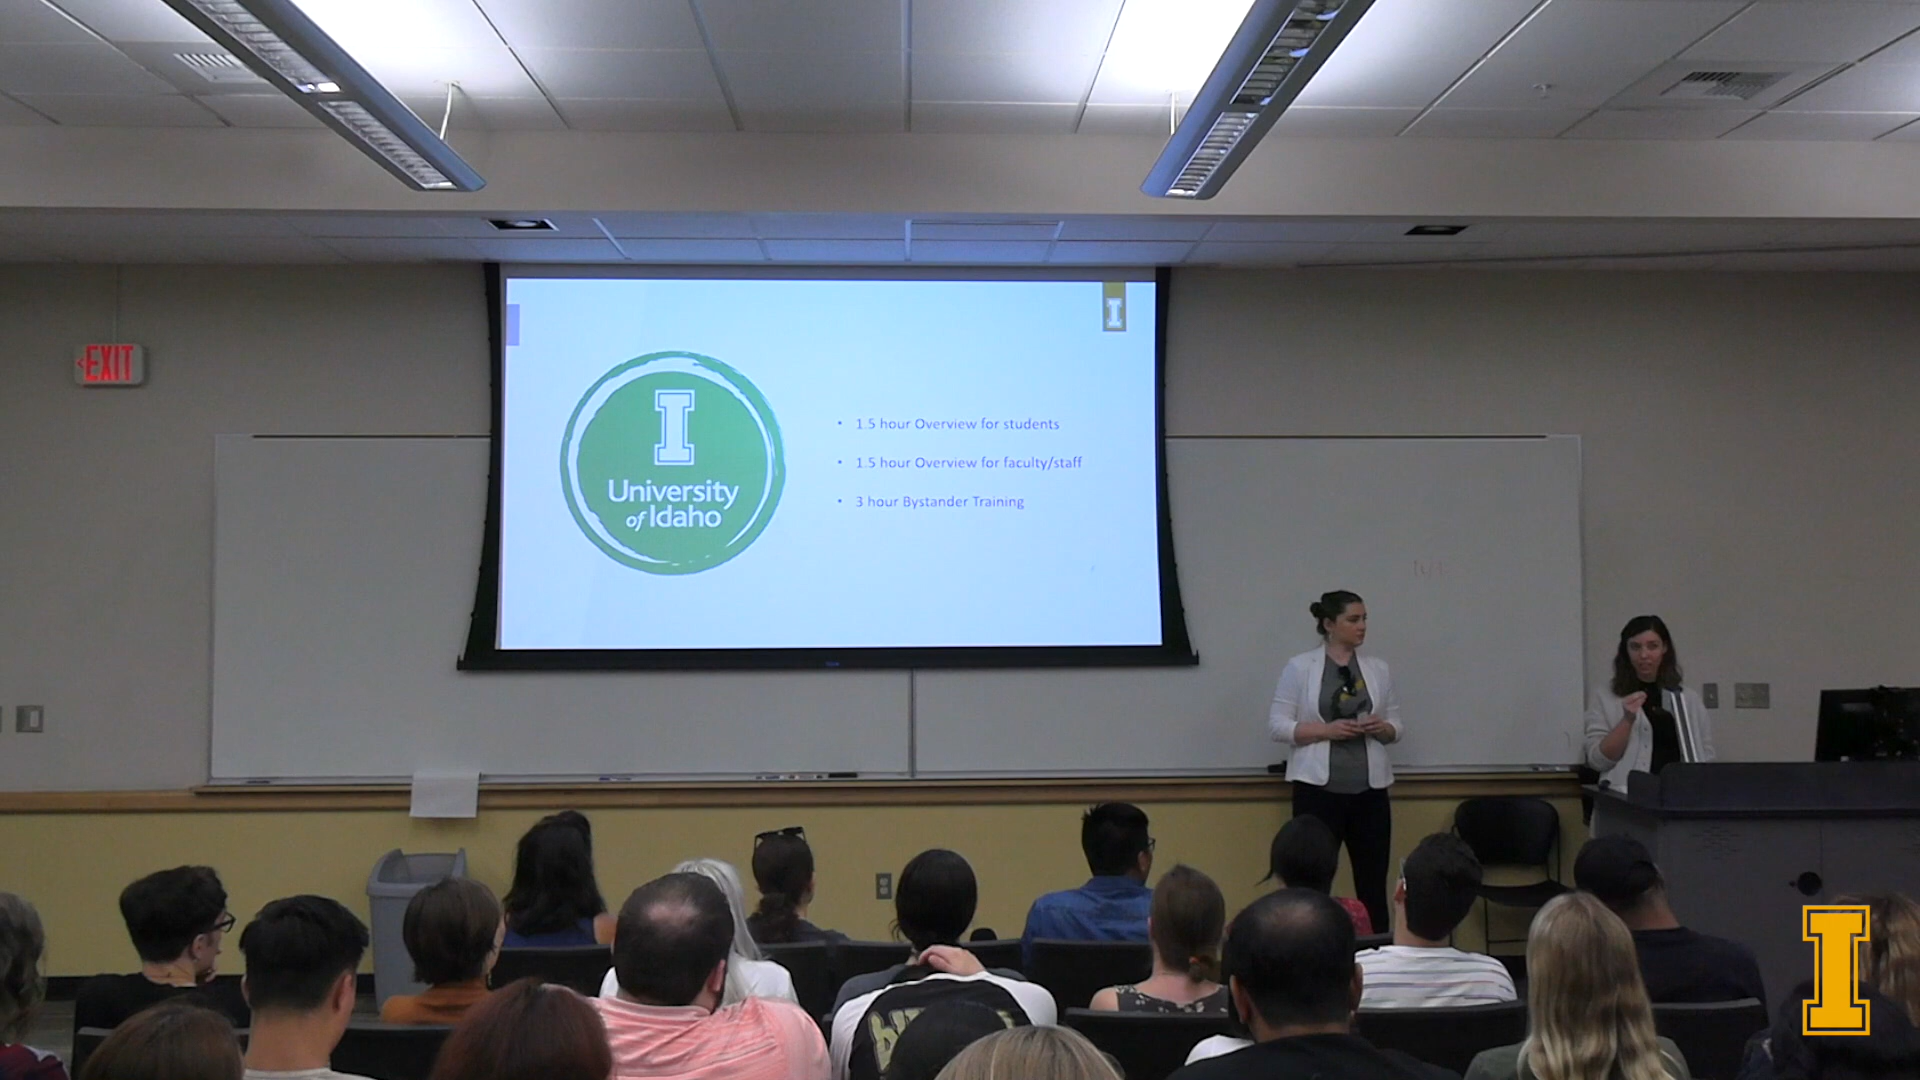 EXIT
I
I
University
of Idaho
• 1.5 hour Overview for students
• 1.5 hour Overview for faculty/staff
• 3 hour Bystander Training
I